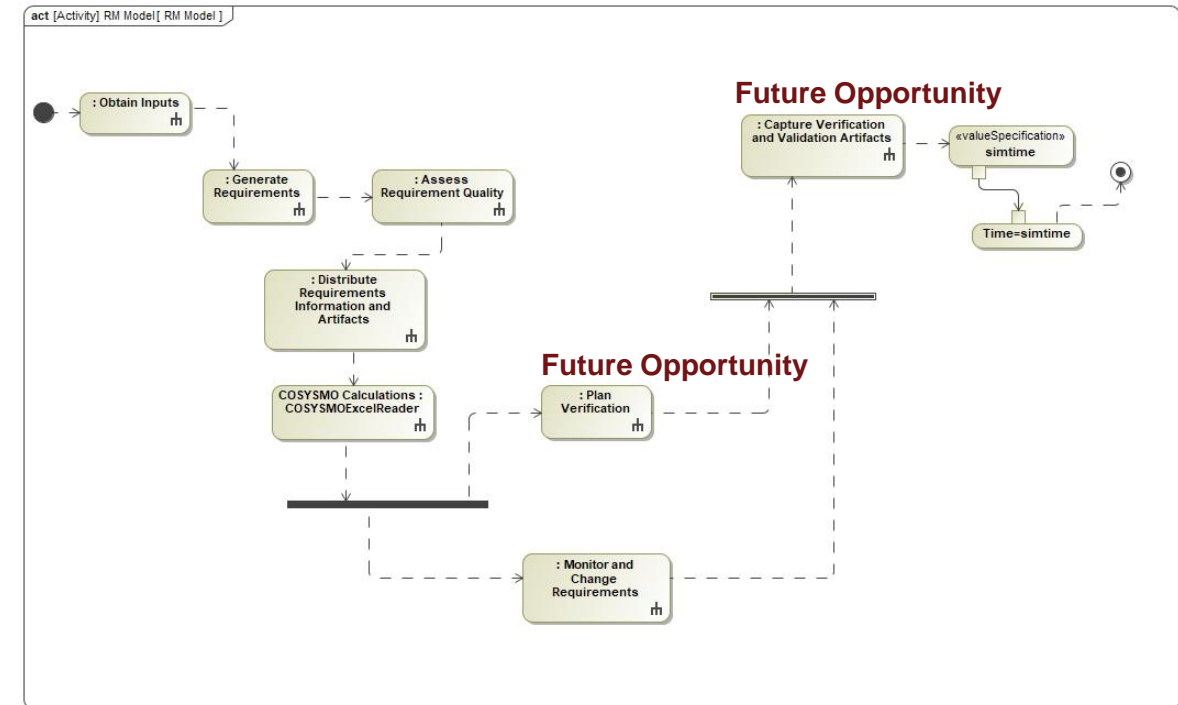 act [Activity] RM Model[ RM Model ]
Future Opportunity
: Obtain Inputs
: Capture Verification
and Validation Artifacts
«valueSpecification»
simtime
: Generate
Requirements
: Assess
Requirement Quality
Time=simtime
: Distribute
Requirements
Information and
Artifacts
Future Opportunity
COSYSMO Calculations :
COSYSMOExcelReader
: Plan
Verification
: Monitor and
Change
Requirements